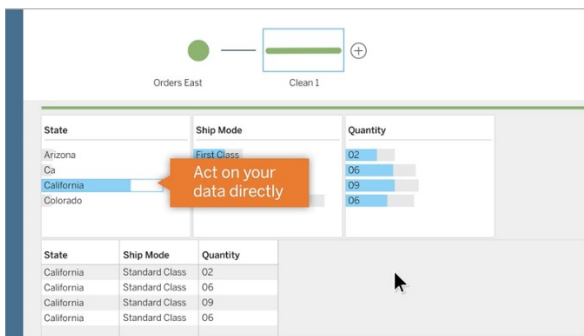 Orders East
Clean 1
State Ship Mode Quantity
Arizona First Class 02
Ca 06
California 09
Colorado 06
Act on your
data directly
State Ship Mode Quantity
California Standard Class 02
California Standard Class 06
California Standard Class 09
California Standard Class 06